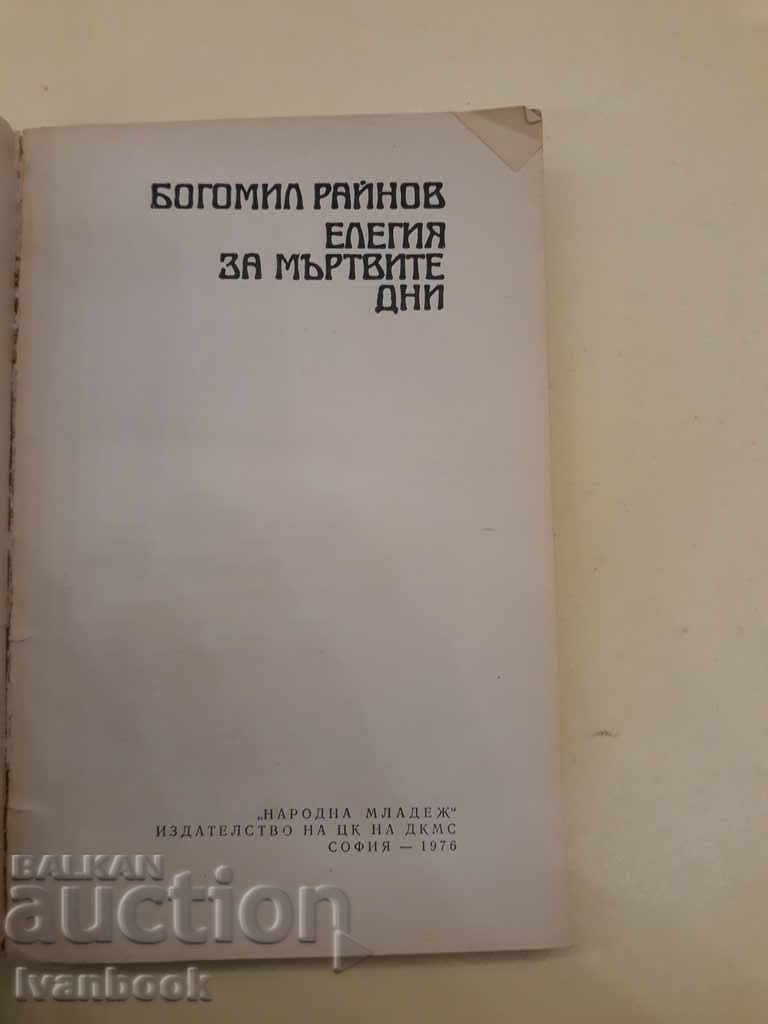 БОГОМИЛ РАЙНОВ
ЕЛЕГИЯ
ЗА МЪРТВИТЕ
ДНИ
„НАРОДНА МЛАДЕЖ“
ИЗДАТЕЛСТВО НА ЦК НА ДКМС
СОФИЯ — 1976
BALKAN
auction
Ivanbook